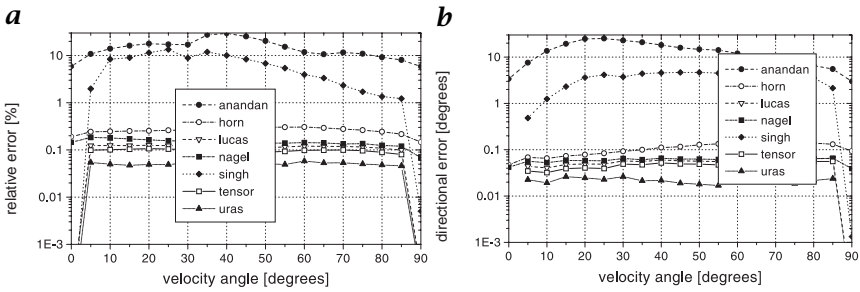 a
relative error [%]
10
1
0.1
0.01
1E-3
anandan
horn
lucas
nagel
singh
tensor
uras
0 10 20 30 40 50 60 70 80 90
velocity angle [degrees]
b
directional error [degrees]
10
1
0.1
0.01
1E-3
anandan
horn
lucas
nagel
singh
tensor
uras
0 10 20 30 40 50 60 70 80 90
velocity angle [degrees]